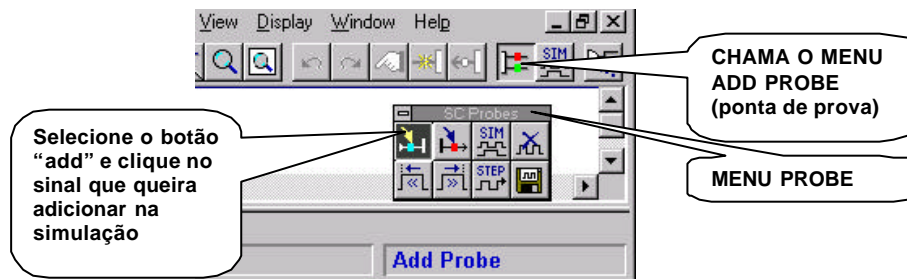 View Display Window Help
SIM
CHAMA O MENU
ADD PROBE
(ponta de prova)
SC Probes
SIM
Selecione o botão
“add” e clique no
sinal que queira
adicionar na
simulação
STEP
MENU PROBE
Add Probe